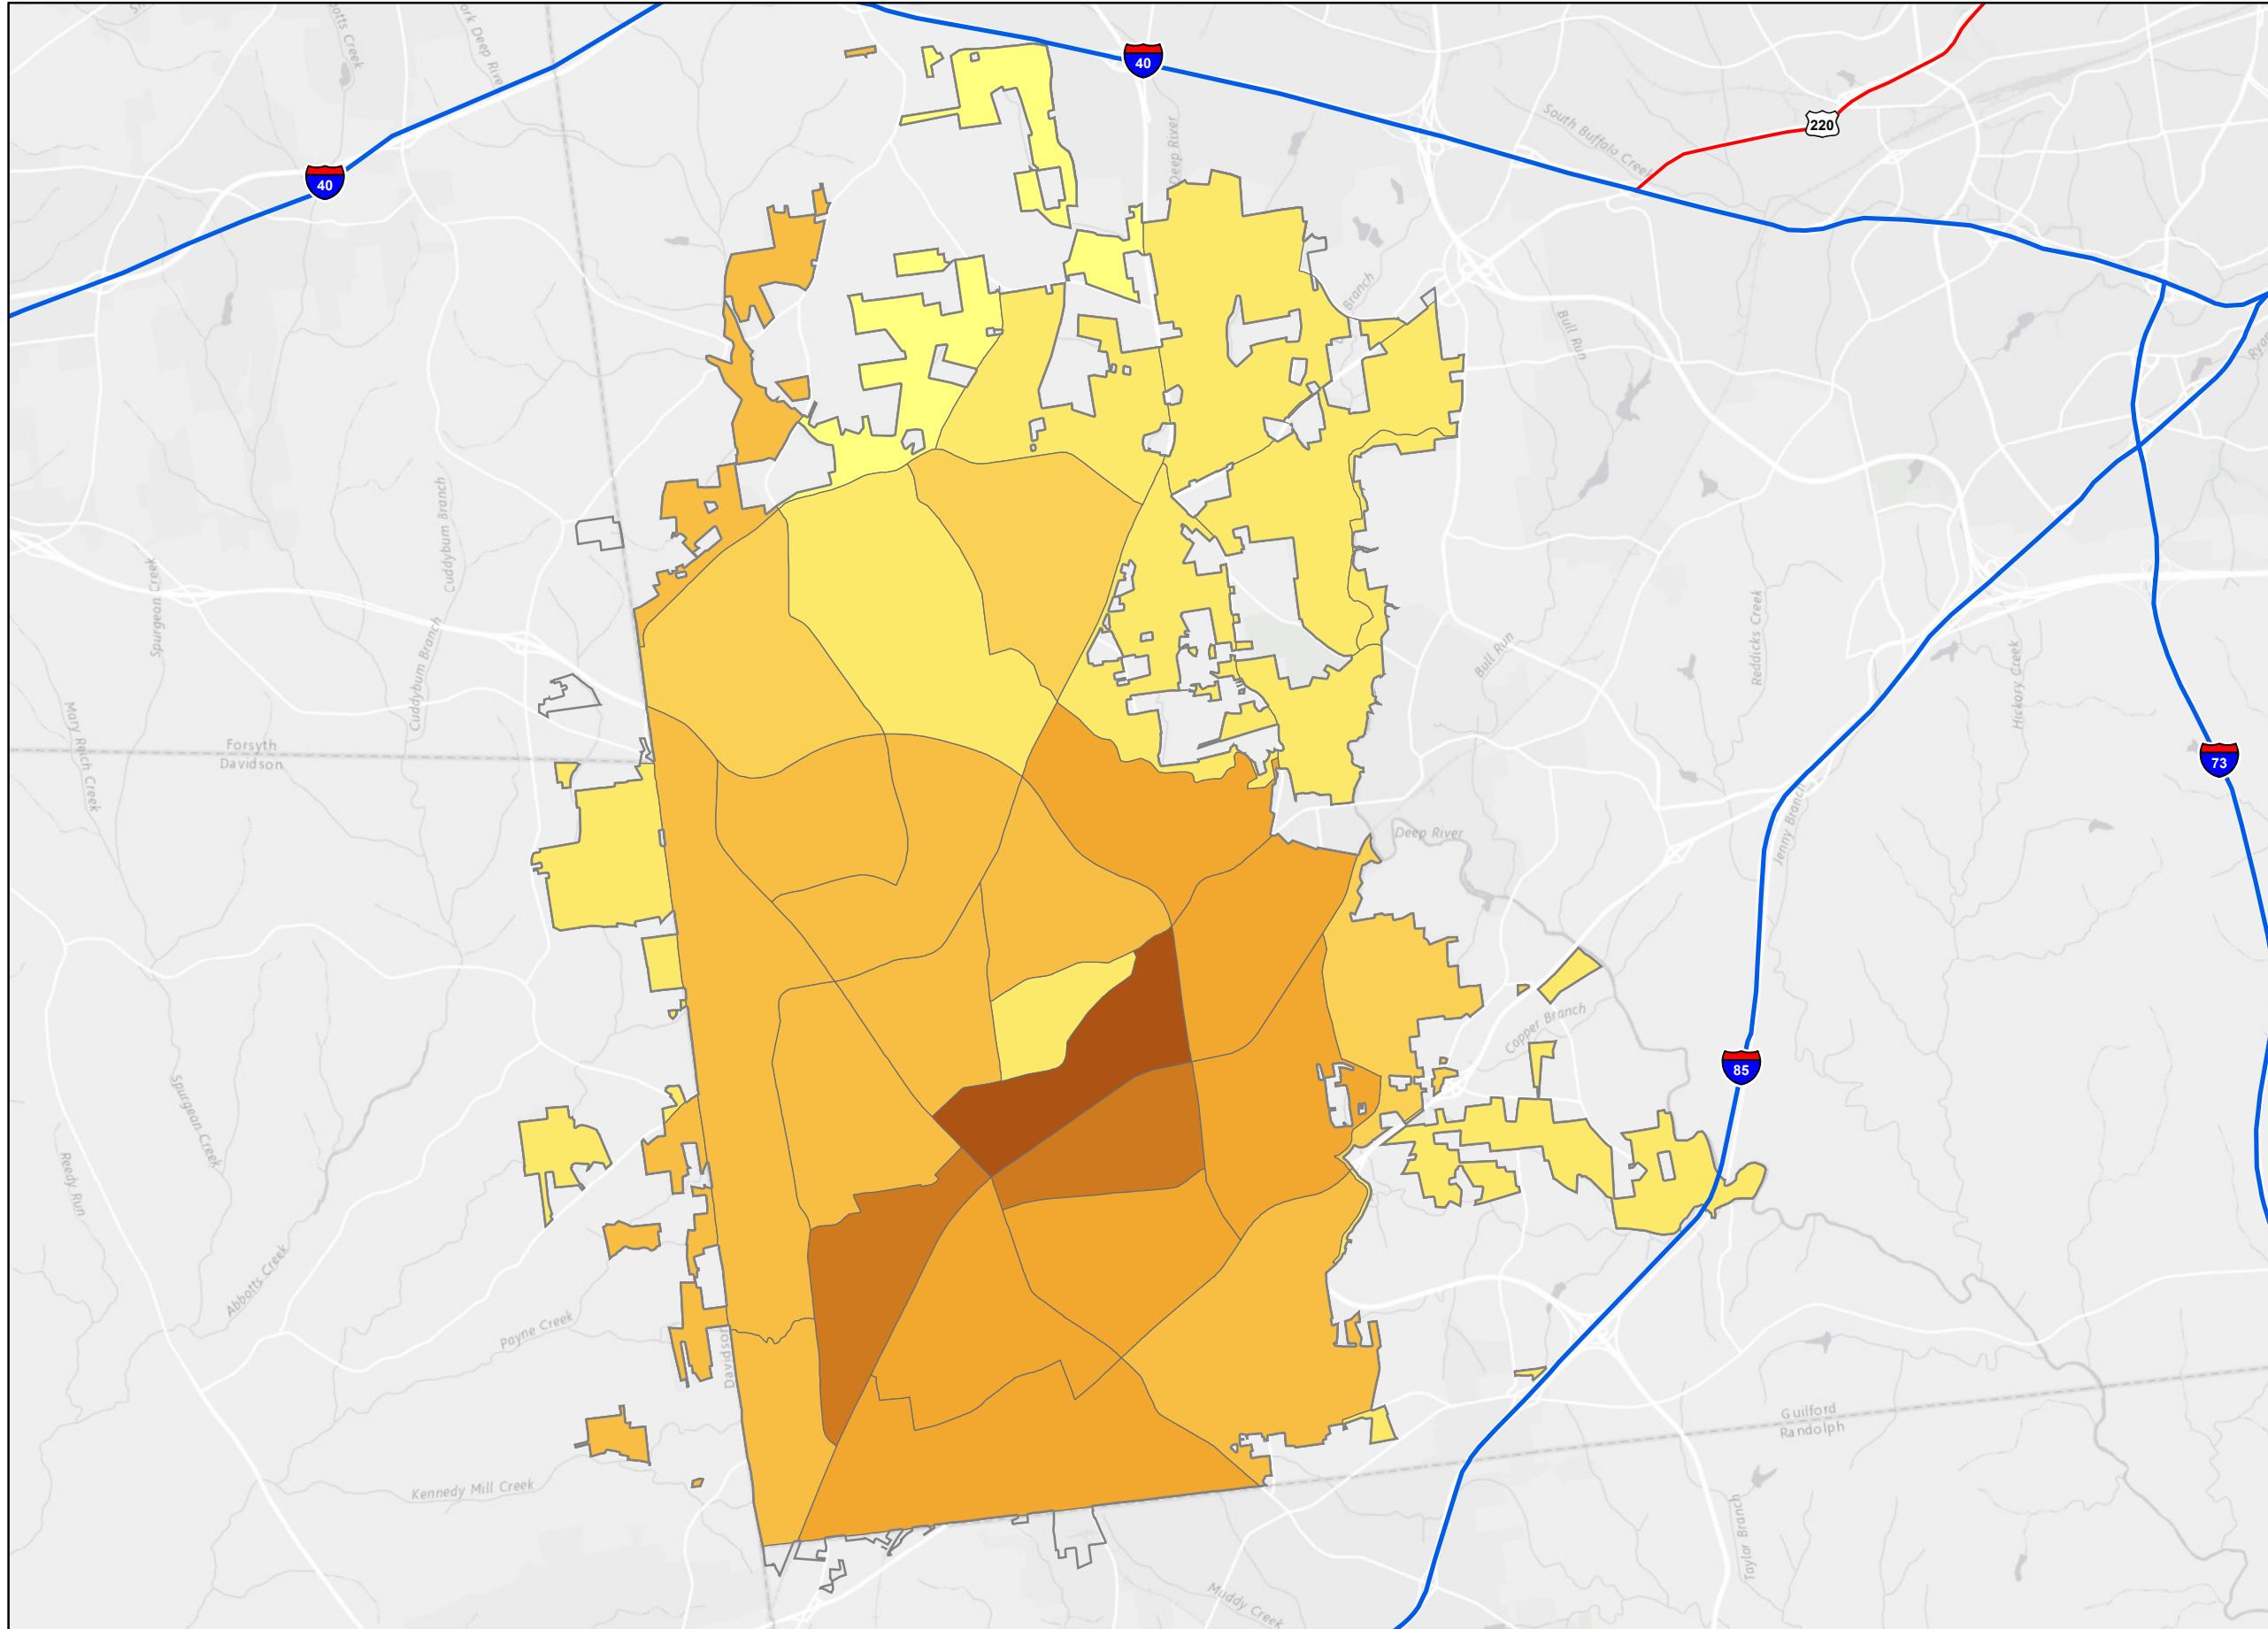 40
Deep River
South Buffalo Creek
220
40
Branch
Bull Run
Cuddyburn Branch
Spurgeon Creek
Cuddyburn Branch
Reddicks Creek
Bull Run
Hickory Creek
Mary Reich Creek
Forsyth
Davidson
73
Jenny Branch
Deep River
Copper Branch
85
Spurgean Creek
Reedy Run
Abbotts Creek
Payne Creek
Davidson
Guilford
Randolph
Kennedy Mill Creek
Taylor Branch
Muddy Creek